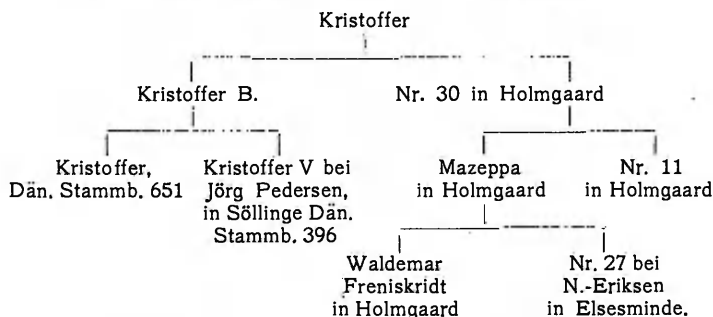 Kristoffer
Kristoffer B.
Nr. 30 in Holmgaard
Kristoffer,
Dän. Stammb. 651
Kristoffer V bei
Jörg Pedersen,
in Söllinge Dän.
Stammb. 396
Mazeppa
in Holmgaard
Nr. 11
in Holmgaard
Waldemar
Freniskridt
in Holmgaard
Nr. 27 bei
N.-Eriksen
in Elsesminde.